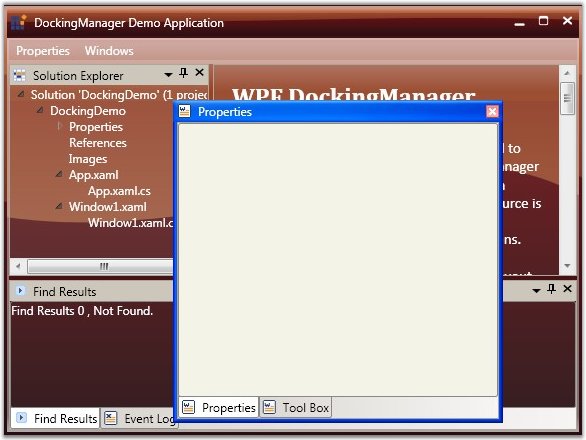 DockingManager Demo Application
Properties Windows
Solution Explorer
Solution 'DockingDemo' (1 projec
DockingDemo
Properties
References
Images
App.xaml
App.xaml.cs
Window1.xaml
Window1.xaml.c
WPF DockingManager
to
anager
ource is
ns.
Properties
Properties Tool Box
Find Results
Find Results 0 , Not Found.
Find Results Event Log